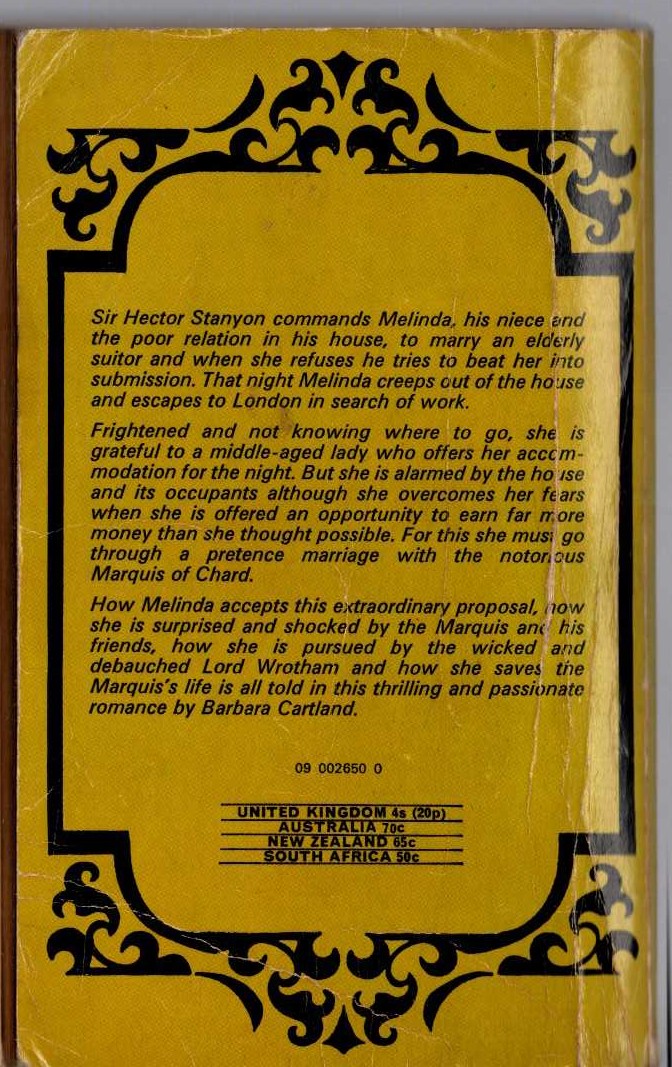 Sir Hector Stanyon commands Melinda, his niece and
the poor relation in his house, to marry an elderly
suitor and when she refuses he tries to beat her into
submission. That night Melinda creeps out of the house
and escapes to London in search of work.
Frightened and not knowing where to go, she is
grateful to a middle-aged lady who offers her accom-
modation for the night. But she is alarmed by the house
and its occupants although she overcomes her fears
when she is offered an opportunity to earn far more
money than she thought possible. For this she must go
through a pretence marriage with the notorious
Marquis of Chard.
How Melinda accepts this extraordinary proposal, how
she is surprised and shocked by the Marquis and his
friends, how she is pursued by the wicked and
debauched Lord Wrotham and how she saves the
Marquis's life is all told in this thrilling and passionate
romance by Barbara Cartland.
09 002650 0
UNITED KINGDOM 4s (20p)
AUSTRALIA 70c
NEW ZEALAND 65c
SOUTH AFRICA 50c